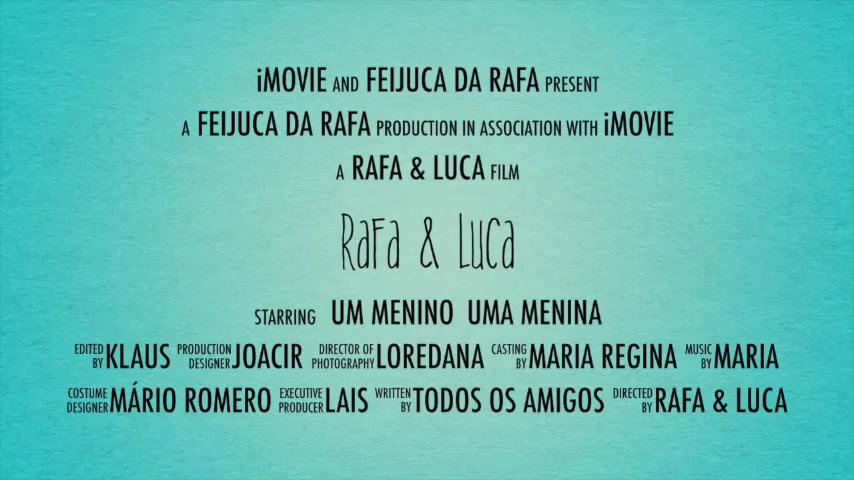 iMOVIE AND FEIJUCA DA RAFA PRESENT
A FEIJUCA DA RAFA PRODUCTION IN ASSOCIATION WITH iMOVIE
A RAFA & LUCA FILM
Rafa & Luca
STARRING UM MENINO UMA MENINA
EDITED BY KLAUS PRODUCTION DESIGNER JOACIR DIRECTOR OF PHOTOGRAPHY LOREDANA CASTING BY MARIA REGINA MUSIC BY MARIA
COSTUME DESIGNER MÁRIO ROMERO EXECUTIVE PRODUCER LAIS WRITTEN BY TODOS OS AMIGOS DIRECTED BY RAFA & LUCA